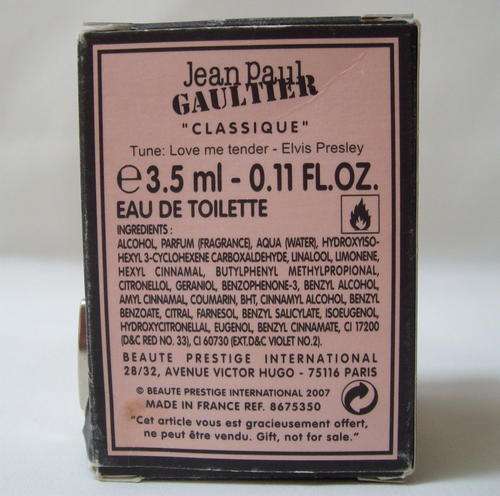 Jean Paul
GAULTIER
"CLASSIQUE"
Tune: Love me tender - Elvis Presley
℮ 3.5 ml - 0.11 FL.OZ.
EAU DE TOILETTE
INGREDIENTS :
ALCOHOL, PARFUM (FRAGRANCE), AQUA (WATER), HYDROXYISO-
HEXYL 3-CYCLOHEXENE CARBOXALDEHYDE, LINALOOL, LIMONENE,
HEXYL CINNAMAL, BUTYLPHENYL METHYLPROPIONAL,
CITRONELLOL, GERANIOL, BENZOPHENONE-3, BENZYL ALCOHOL,
AMYL CINNAMAL, COUMARIN, BHT, CINNAMYL ALCOHOL, BENZYL
BENZOATE, CITRAL, FARNESOL, BENZYL SALICYLATE, ISOEUGENOL,
HYDROXYCITRONELLAL, EUGENOL, BENZYL CINNAMATE, CI 17200
(D&C RED NO. 33), CI 60730 (EXT.D&C VIOLET NO.2).
BEAUTE PRESTIGE INTERNATIONAL
28/32, AVENUE VICTOR HUGO - 75116 PARIS
© BEAUTE PRESTIGE INTERNATIONAL 2007
MADE IN FRANCE REF. 8675350
"Cet article vous est gracieusement offert,
ne peut être vendu. Gift, not for sale."